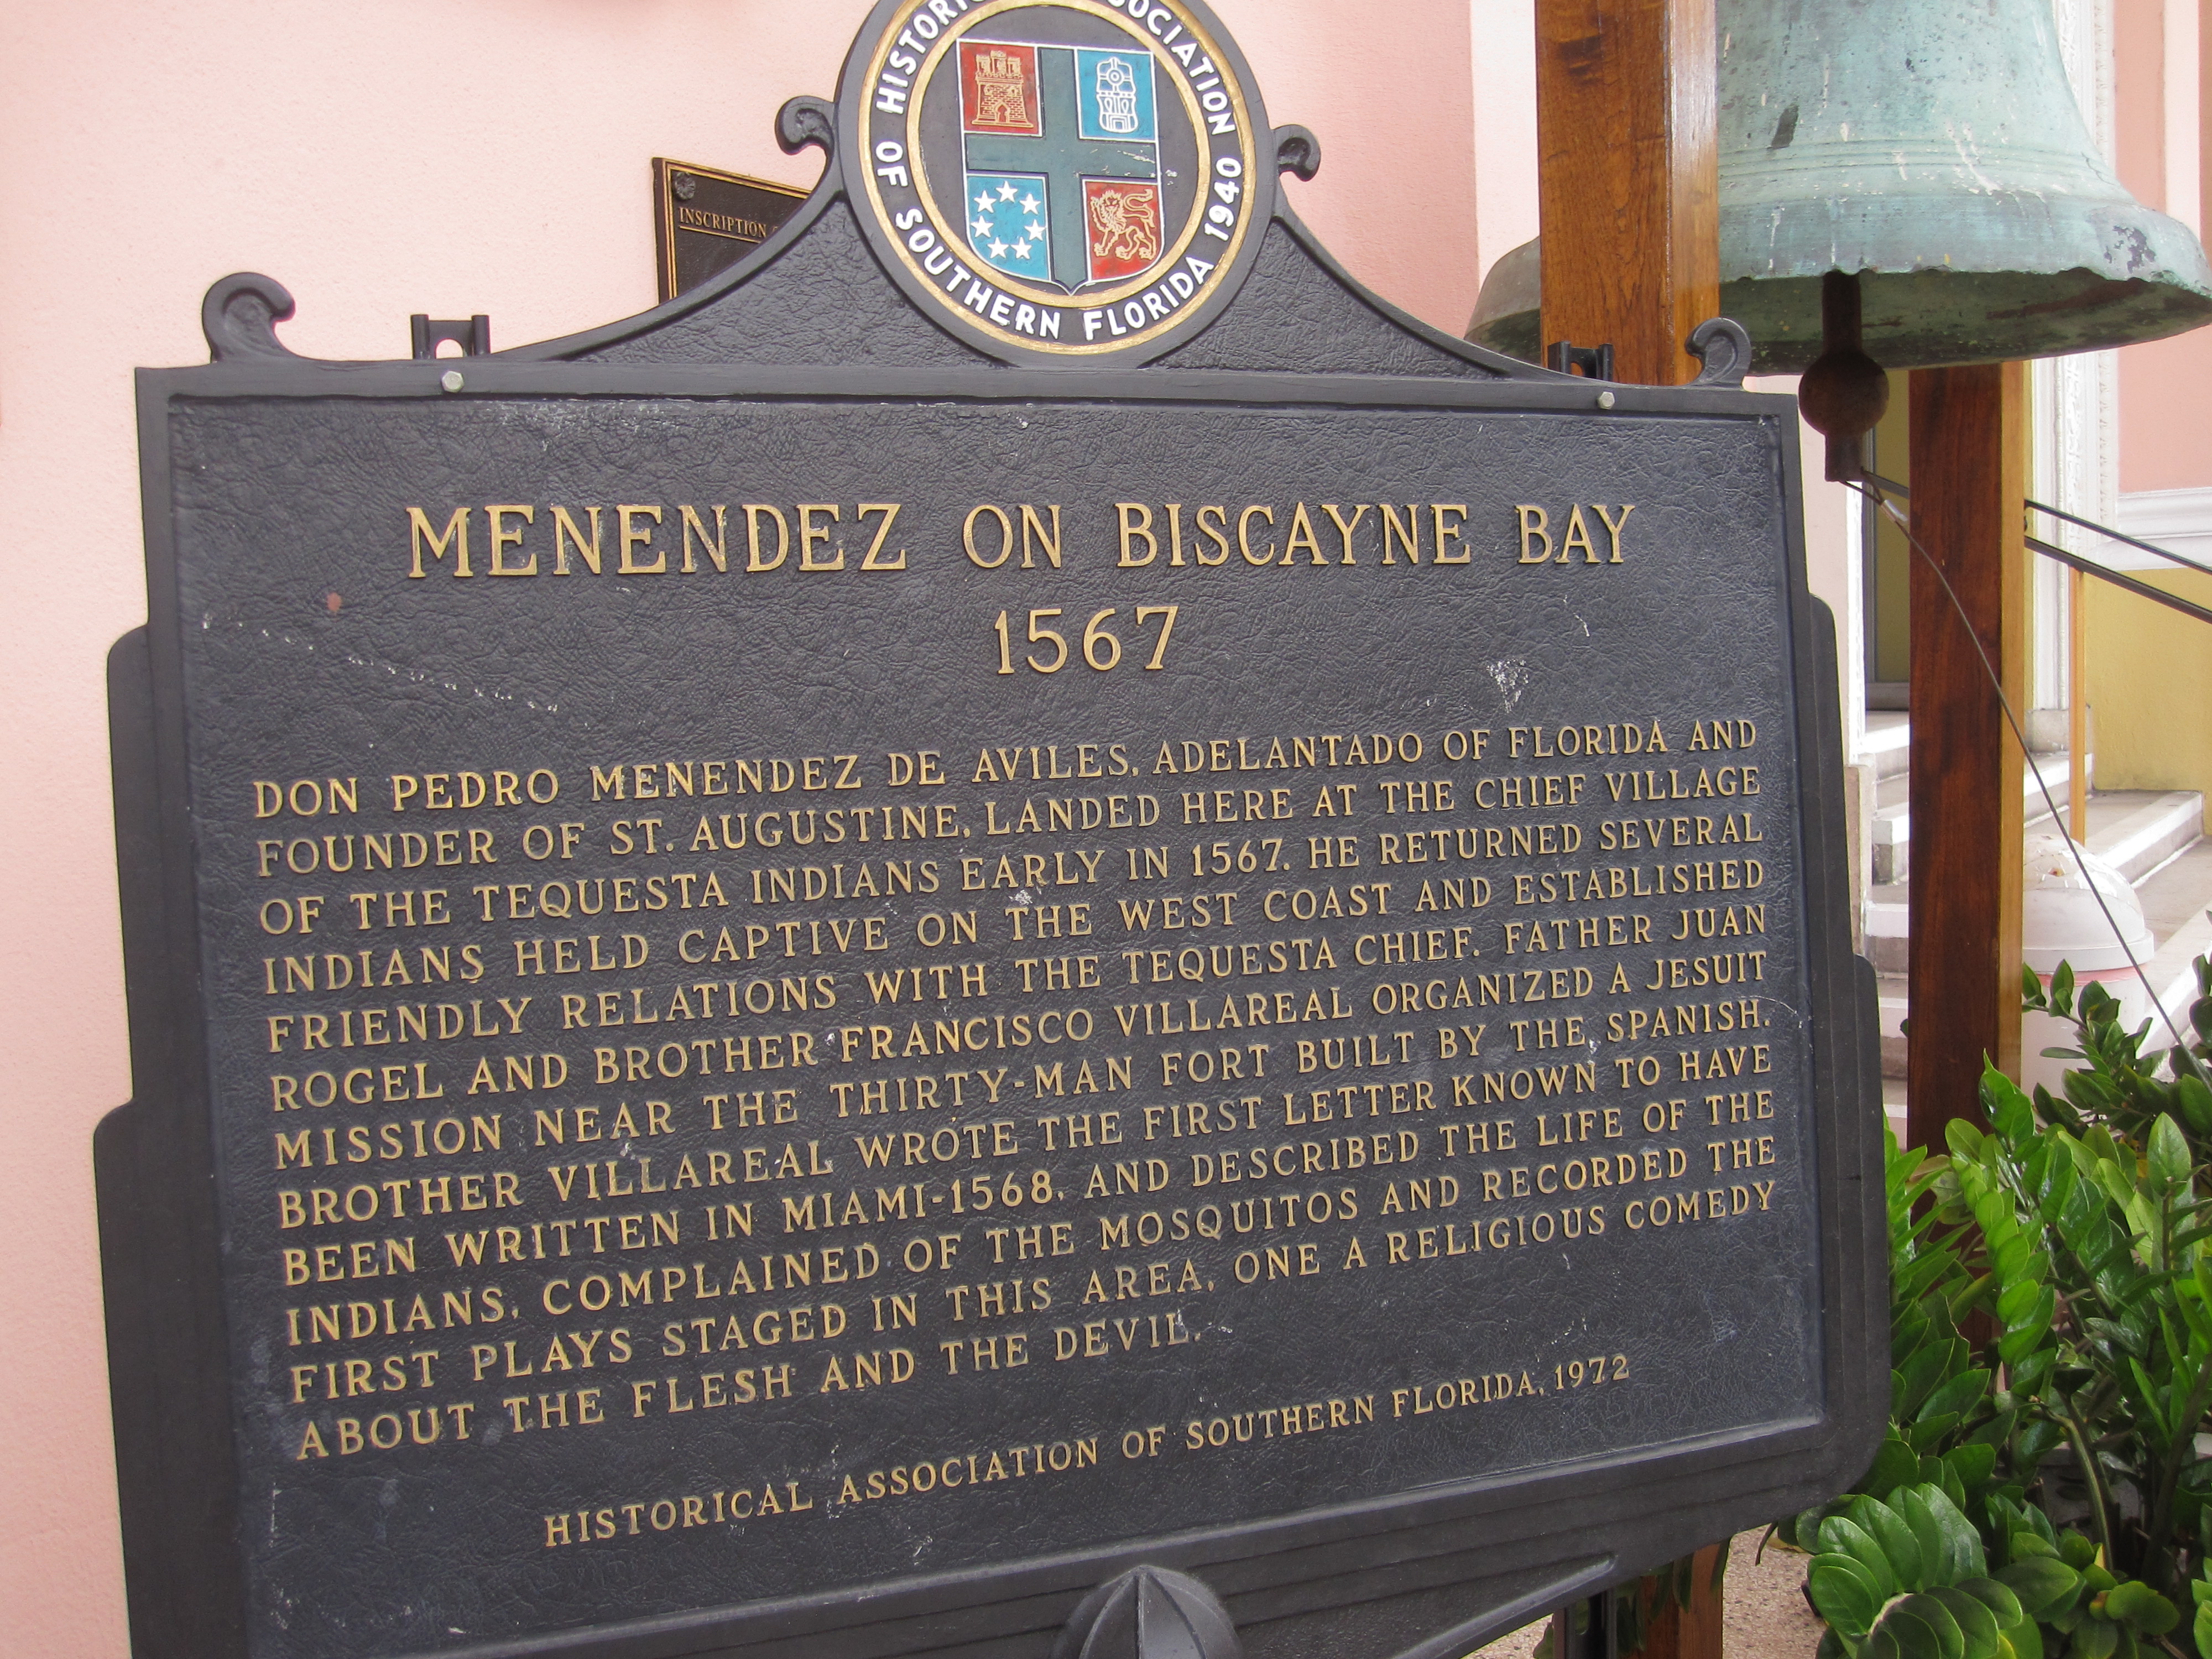 HISTORICAL ASSOCIATION
OF SOUTHERN FLORIDA 1940
INSCRIPTION
MENENDEZ ON BISCAYNE BAY
1567
DON PEDRO MENENDEZ DE AVILES, ADELANTADO OF FLORIDA AND
FOUNDER OF ST. AUGUSTINE, LANDED HERE AT THE CHIEF VILLAGE
OF THE TEQUESTA INDIANS EARLY IN 1567. HE RETURNED SEVERAL
INDIANS HELD CAPTIVE ON THE WEST COAST AND ESTABLISHED
FRIENDLY RELATIONS WITH THE TEQUESTA CHIEF. FATHER JUAN
ROGEL AND BROTHER FRANCISCO VILLAREAL ORGANIZED A JESUIT
MISSION NEAR THE THIRTY-MAN FORT BUILT BY THE SPANISH.
BROTHER VILLAREAL WROTE THE FIRST LETTER KNOWN TO HAVE
BEEN WRITTEN IN MIAMI-1568, AND DESCRIBED THE LIFE OF THE
INDIANS, COMPLAINED OF THE MOSQUITOS AND RECORDED THE
FIRST PLAYS STAGED IN THIS AREA, ONE A RELIGIOUS COMEDY
ABOUT THE FLESH AND THE DEVIL.
HISTORICAL ASSOCIATION OF SOUTHERN FLORIDA, 1972